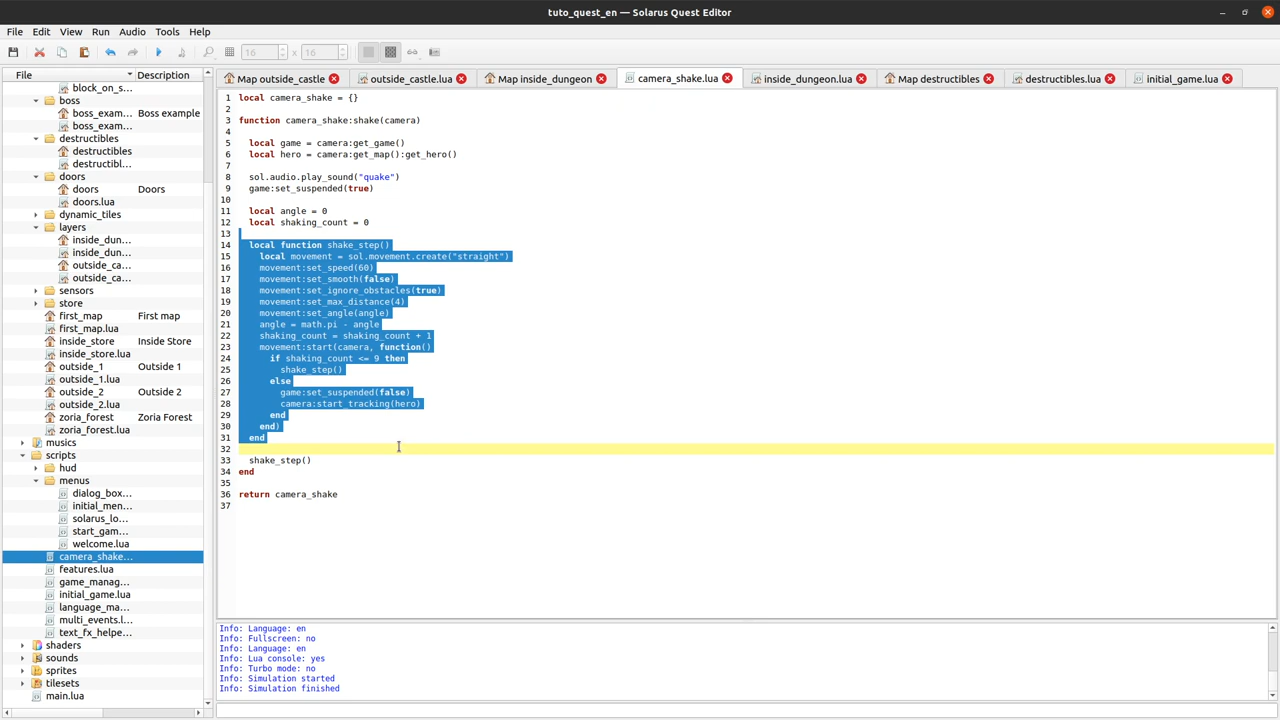 tuto_quest_en — Solarus Quest Editor
File Edit View Run Audio Tools Help
16 x 16
File Description
Map outside_castle outside_castle.lua Map inside_dungeon camera_shake.lua inside_dungeon.lua Map destructibles destructibles.lua initial_game.lua
block_on_s...
boss
boss_exam... Boss example
boss_exam...
destructibles
destructibles
destructibl...
doors
doors Doors
doors.lua
dynamic_tiles
layers
inside_dun...
inside_dun...
outside_ca...
outside_ca...
sensors
store
first_map First map
first_map.lua
inside_store Inside Store
inside_store.lua
outside_1 Outside 1
outside_1.lua
outside_2 Outside 2
outside_2.lua
zoria_forest Zoria Forest
zoria_forest.lua
musics
scripts
hud
menus
dialog_box...
initial_men...
solarus_lo...
start_gam...
welcome.lua
camera_shake...
features.lua
game_manag...
initial_game.lua
language_ma...
multi_events.l...
text_fx_helpe...
shaders
sounds
sprites
tilesets
main.lua
1 local camera_shake = {}
2
3 function camera_shake:shake(camera)
4
5 local game = camera:get_game()
6 local hero = camera:get_map():get_hero()
7
8 sol.audio.play_sound("quake")
9 game:set_suspended(true)
10
11 local angle = 0
12 local shaking_count = 0
13
14 local function shake_step()
15 local movement = sol.movement.create("straight")
16 movement:set_speed(60)
17 movement:set_smooth(false)
18 movement:set_ignore_obstacles(true)
19 movement:set_max_distance(4)
20 movement:set_angle(angle)
21 angle = math.pi - angle
22 shaking_count = shaking_count + 1
23 movement:start(camera, function()
24 if shaking_count <= 9 then
25 shake_step()
26 else
27 game:set_suspended(false)
28 camera:start_tracking(hero)
29 end
30 end)
31 end
32
33 shake_step()
34 end
35
36 return camera_shake
37
Info: Language: en
Info: Fullscreen: no
Info: Language: en
Info: Lua console: yes
Info: Turbo mode: no
Info: Simulation started
Info: Simulation finished